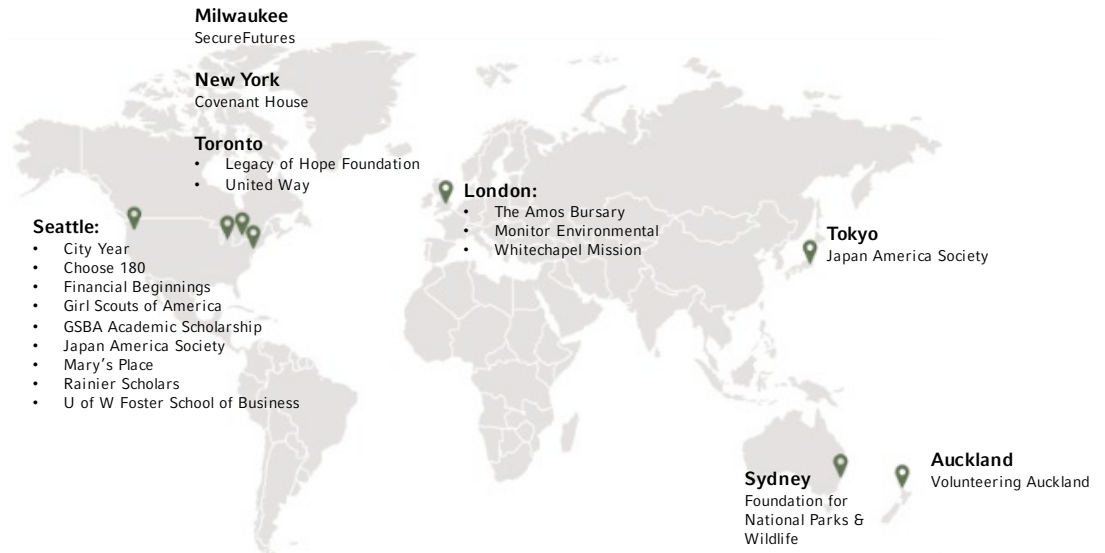 Milwaukee
SecureFutures
New York
Covenant House
Toronto
• Legacy of Hope Foundation
• United Way
Seattle:
• City Year
• Choose 180
• Financial Beginnings
• Girl Scouts of America
• GSBA Academic Scholarship
• Japan America Society
• Mary's Place
• Rainier Scholars
• U of W Foster School of Business
London:
• The Amos Bursary
• Monitor Environmental
• Whitechapel Mission
Tokyo
Japan America Society
Sydney
Foundation for
National Parks &
Wildlife
Auckland
Volunteering Auckland